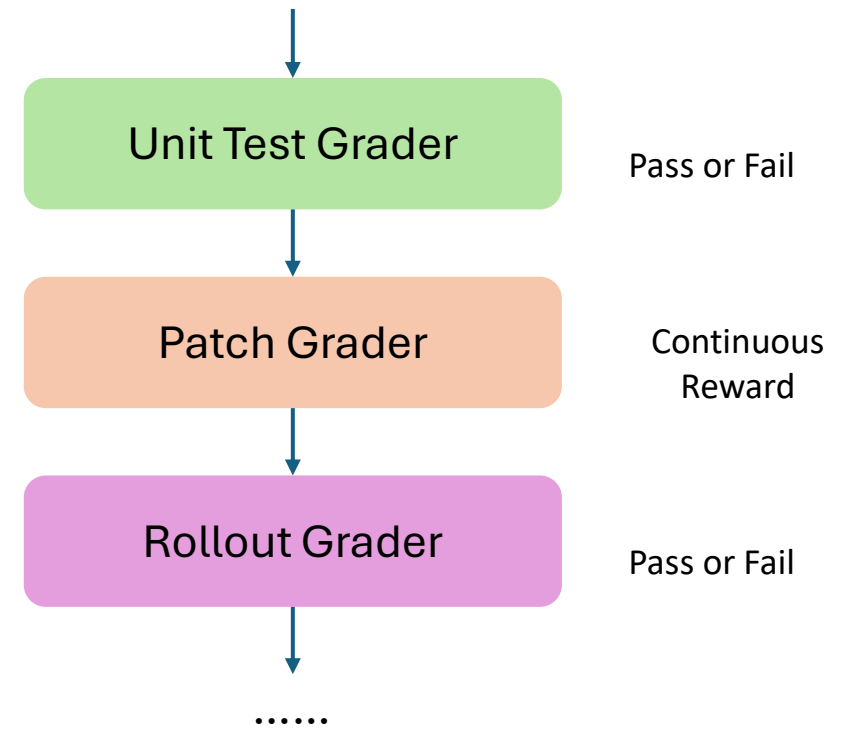 Unit Test Grader
Pass or Fail
Patch Grader
Continuous
Reward
Rollout Grader
Pass or Fail
......